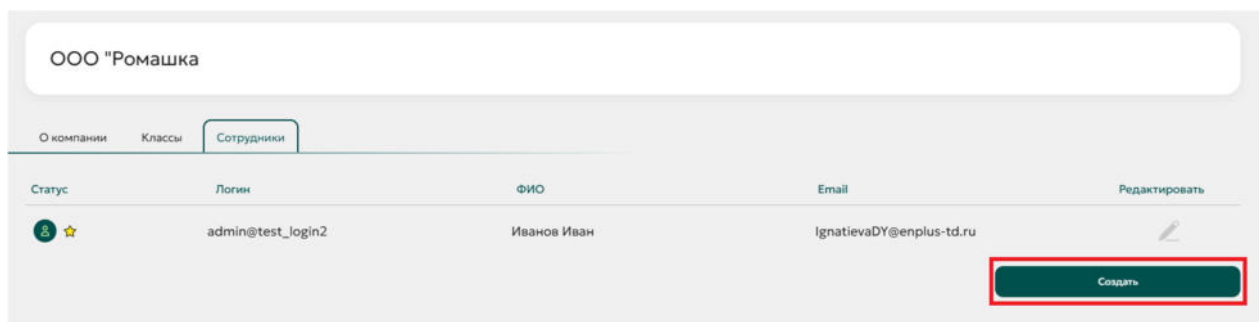 ООО "Ромашка
О компании Классы Сотрудники
Статус Логин ФИО Email Редактировать
admin@test_login2 Иванов Иван IgnatievaDY@enplus-td.ru
Создать